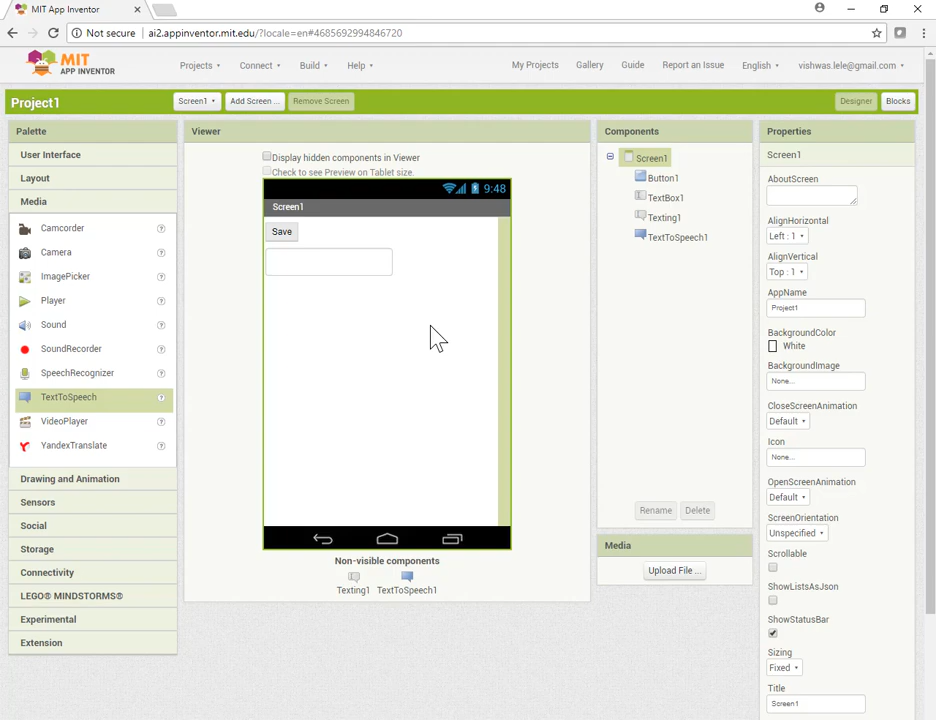 MIT App Inventor
Not secure
ai2.appinventor.mit.edu/?locale=en#4685692994846720
MIT
APP INVENTOR
Projects
Connect
Build
Help
My Projects
Gallery
Guide
Report an Issue
English
vishwas.lele@gmail.com
Project1
Screen1
Add Screen ...
Remove Screen
Designer
Blocks
Palette
User Interface
Layout
Media
Camcorder ?
Camera ?
ImagePicker ?
Player ?
Sound ?
SoundRecorder ?
SpeechRecognizer ?
TextToSpeech ?
VideoPlayer ?
YandexTranslate ?
Drawing and Animation
Sensors
Social
Storage
Connectivity
LEGO® MINDSTORMS®
Experimental
Extension
Viewer
Display hidden components in Viewer
Check to see Preview on Tablet size.
9:48
Screen1
Save
Non-visible components
Texting1 TextToSpeech1
Components
Screen1
Button1
TextBox1
Texting1
TextToSpeech1
Rename Delete
Media
Upload File ...
Properties
Screen1
AboutScreen
AlignHorizontal
Left : 1
AlignVertical
Top : 1
AppName
Project1
BackgroundColor
White
BackgroundImage
None...
CloseScreenAnimation
Default
Icon
None...
OpenScreenAnimation
Default
ScreenOrientation
Unspecified
Scrollable
ShowListsAsJson
ShowStatusBar
Sizing
Fixed
Title
Screen1